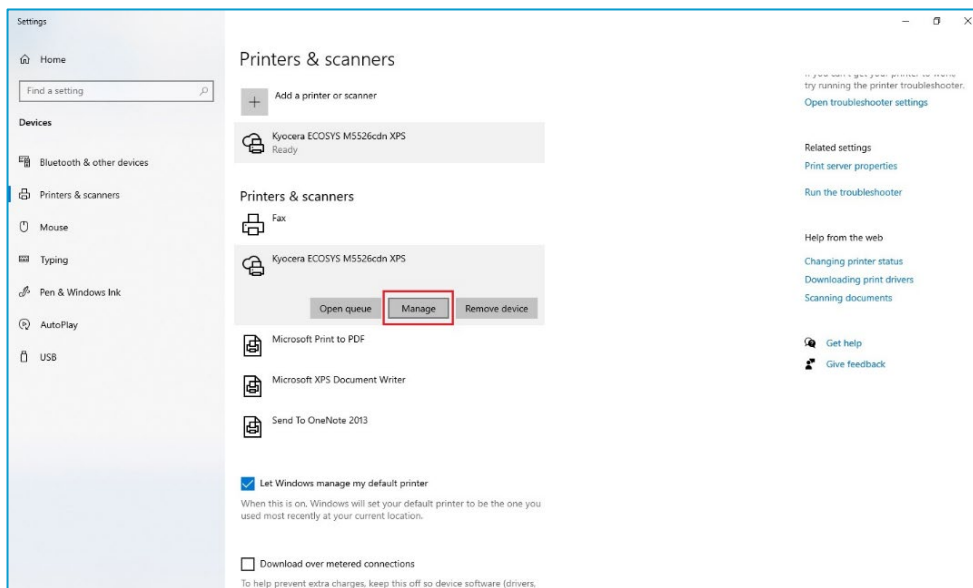 Settings
Home
Find a setting
Devices
Bluetooth & other devices
Printers & scanners
Mouse
Typing
Pen & Windows Ink
AutoPlay
USB
Printers & scanners
Add a printer or scanner
Kyocera ECOSYS M5526cdn XPS
Ready
Printers & scanners
Fax
Kyocera ECOSYS M5526cdn XPS
Open queue Manage Remove device
Microsoft Print to PDF
Microsoft XPS Document Writer
Send To OneNote 2013
Let Windows manage my default printer
When this is on, Windows will set your default printer to be the one you
used most recently at your current location.
Download over metered connections
To help prevent extra charges, keep this off so device software (drivers,
try running the printer troubleshooter.
Open troubleshooter settings
Related settings
Print server properties
Run the troubleshooter
Help from the web
Changing printer status
Downloading print drivers
Scanning documents
Get help
Give feedback